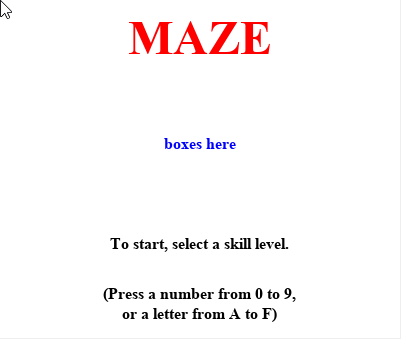 MAZE
boxes here
To start, select a skill level.
(Press a number from 0 to 9,
or a letter from A to F)